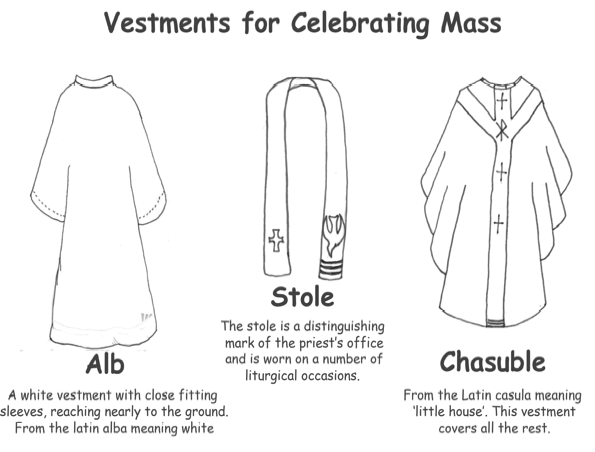 Vestments for Celebrating Mass
Alb
A white vestment with close fitting
sleeves, reaching nearly to the ground.
From the latin alba meaning white
Stole
The stole is a distinguishing
mark of the priest's office
and is worn on a number of
liturgical occasions.
Chasuble
From the Latin casula meaning
'little house'. This vestment
covers all the rest.